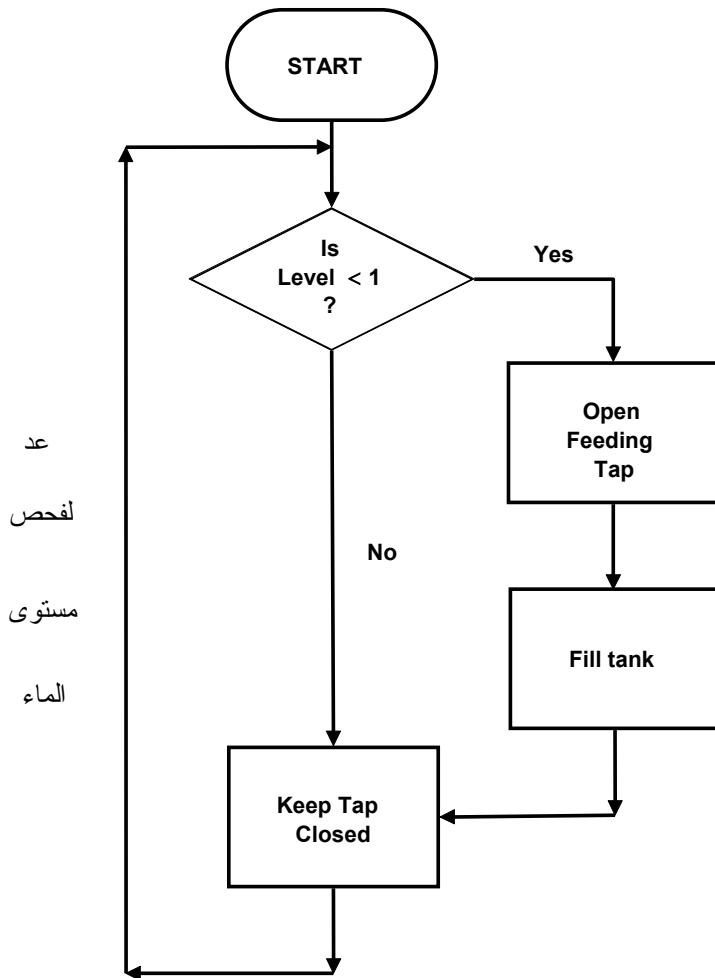 START
Is
Level < 1
?
Yes
Open
Feeding
Tap
عد
لفحص
No
مستوى
Fill tank
الماء
Keep Tap
Closed